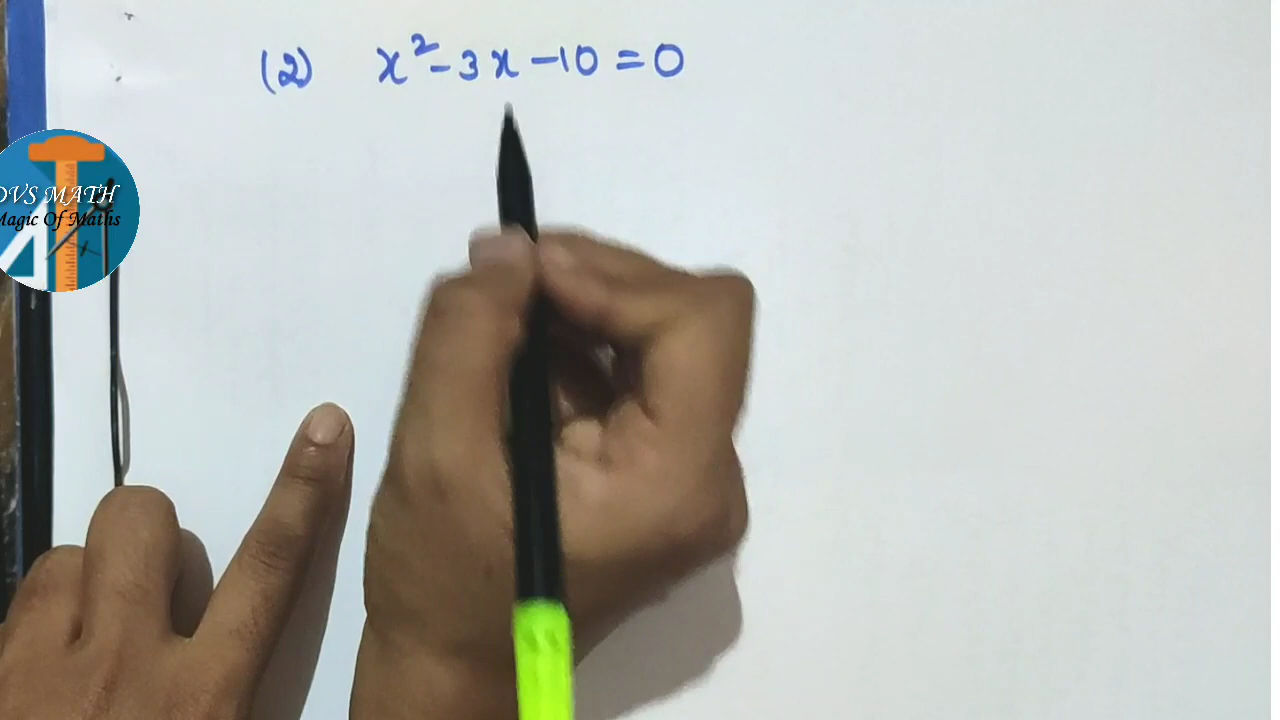 (2) x² - 3x - 10 = 0
DVS MATH
Magic Of Maths